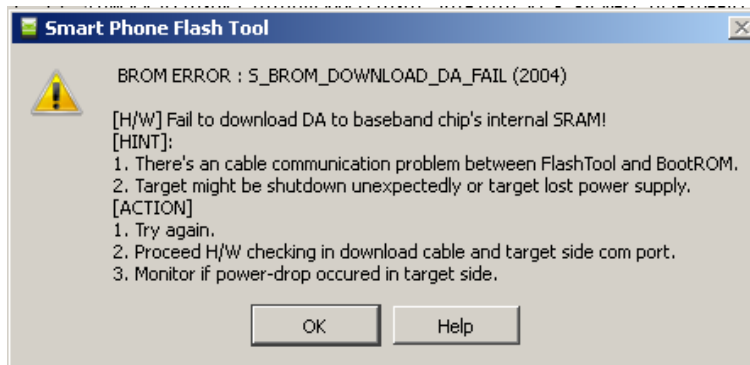 Smart Phone Flash Tool
BROM ERROR : S_BROM_DOWNLOAD_DA_FAIL (2004)
[H/W] Fail to download DA to baseband chip's internal SRAM!
[HINT]:
1. There's an cable communication problem between FlashTool and BootROM.
2. Target might be shutdown unexpectedly or target lost power supply.
[ACTION]
1. Try again.
2. Proceed H/W checking in download cable and target side com port.
3. Monitor if power-drop occured in target side.
OK
Help